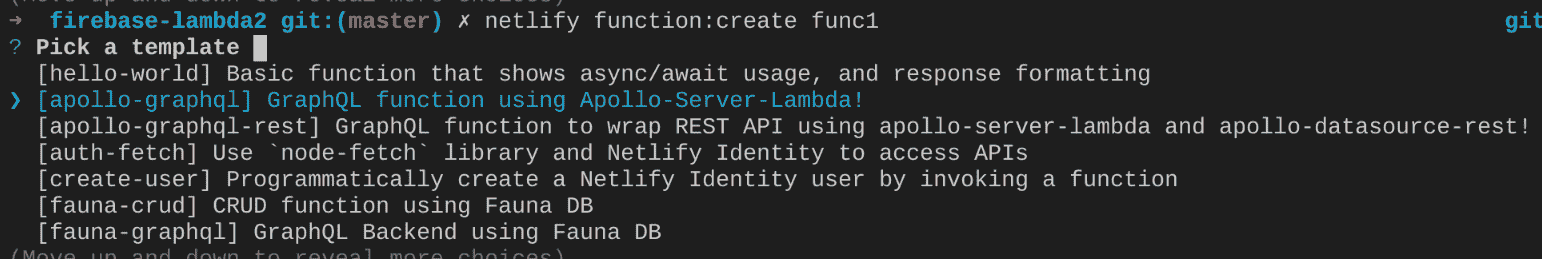 (Move up and down to reveal more choices)
➜  firebase-lambda2 git:(master) ✗ netlify function:create func1 git
? Pick a template
[hello-world] Basic function that shows async/await usage, and response formatting
❯ [apollo-graphql] GraphQL function using Apollo-Server-Lambda!
[apollo-graphql-rest] GraphQL function to wrap REST API using apollo-server-lambda and apollo-datasource-rest!
[auth-fetch] Use `node-fetch` library and Netlify Identity to access APIs
[create-user] Programmatically create a Netlify Identity user by invoking a function
[fauna-crud] CRUD function using Fauna DB
[fauna-graphql] GraphQL Backend using Fauna DB
(Move up and down to reveal more choices)